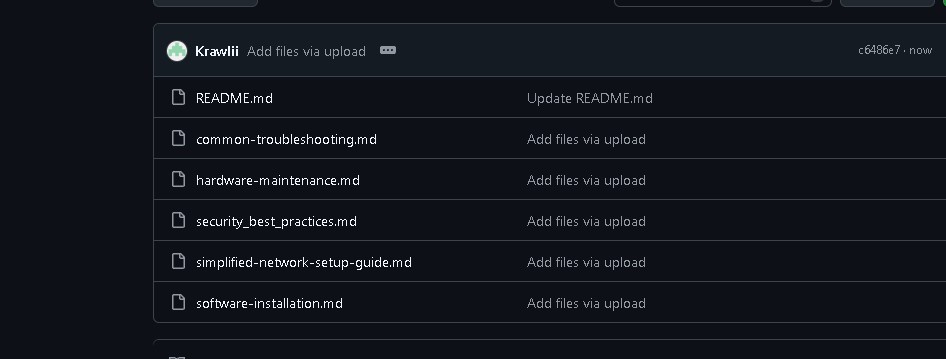 Krawlii Add files via upload c6486e7 · now
README.md Update README.md
common-troubleshooting.md Add files via upload
hardware-maintenance.md Add files via upload
security_best_practices.md Add files via upload
simplified-network-setup-guide.md Add files via upload
software-installation.md Add files via upload